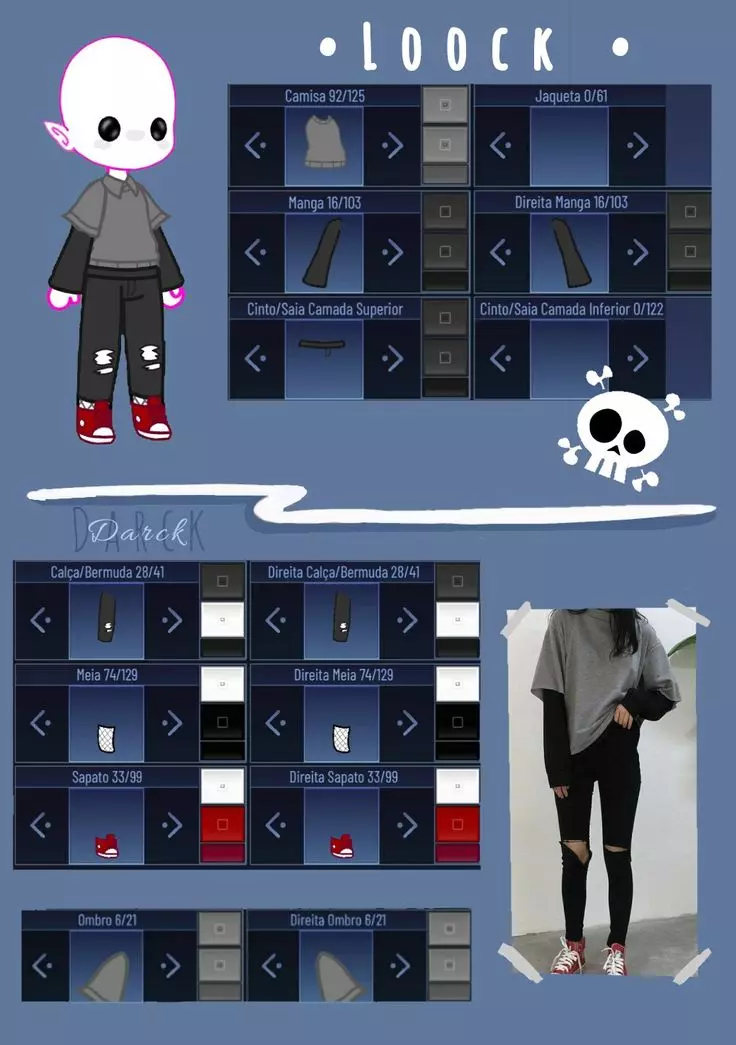 • LOOCK •
Camisa 92/125
Jaqueta 0/61
Manga 16/103
Direita Manga 16/103
Cinto/Saia Camada Superior
Cinto/Saia Camada Inferior 0/122
DARCK
Darck
Calça/Bermuda 28/41
Direita Calça/Bermuda 28/41
Meia 74/129
Direita Meia 74/129
Sapato 33/99
Direita Sapato 33/99
Ombro 6/21
Direita Ombro 6/21